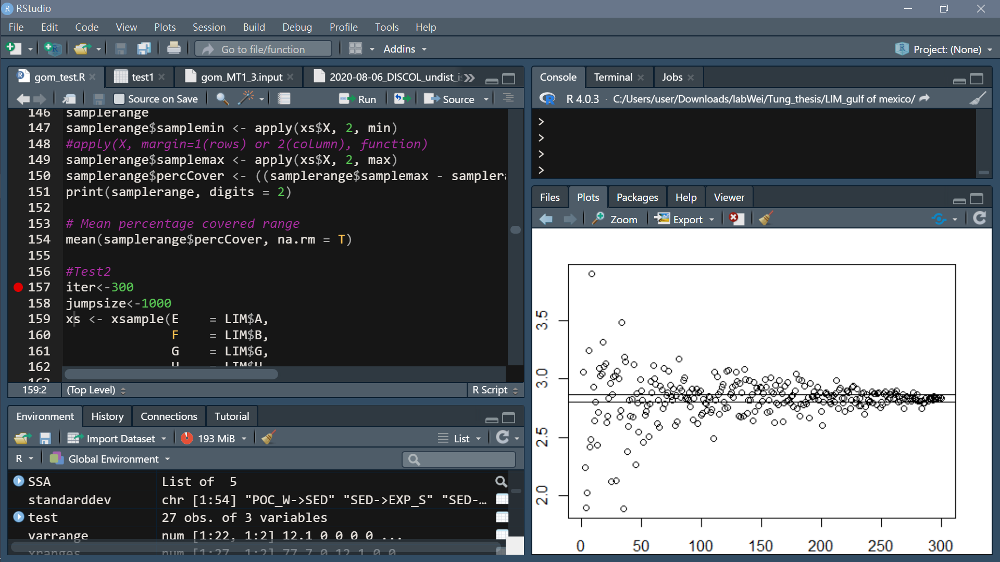 RStudio
File Edit Code View Plots Session Build Debug Profile Tools Help
Go to file/function Addins Project: (None)
gom_test.R test1 gom_MT1_3.input 2020-08-06_DISCOL_undist_
Source on Save Run Source
146 samplerange
147 samplerange$samplemin <- apply(xs$X, 2, min)
148 #apply(X, margin=1(rows) or 2(column), function)
149 samplerange$samplemax <- apply(xs$X, 2, max)
150 samplerange$percCover <- ((samplerange$samplemax - sampler
151 print(samplerange, digits = 2)
152
153 # Mean percentage covered range
154 mean(samplerange$percCover, na.rm = T)
155
156 #Test2
157 iter<-300
158 jumpsize<-1000
159 xs <- xsample(E = LIM$A,
160 F = LIM$B,
161 G = LIM$G,
162 H = LIM$H
163
159:2 (Top Level) R Script
Environment History Connections Tutorial
Import Dataset 193 MiB List
R Global Environment
SSA List of 5
standarddev chr [1:54] "POC_W->SED" "SED->EXP_S" "SED-…
test 27 obs. of 3 variables
varrange num [1:22, 1:2] 12.1 0 0 0 0 ...
xranges num [1:27, 1:2] 77.7 0 12.1 0 0
Console Terminal Jobs
R 4.0.3 · C:/Users/user/Downloads/labWei/Tung_thesis/LIM_gulf of mexico/
>
>
>
>
Files Plots Packages Help Viewer
Zoom Export
3.5
3.0
2.5
2.0
0 50 100 150 200 250 300